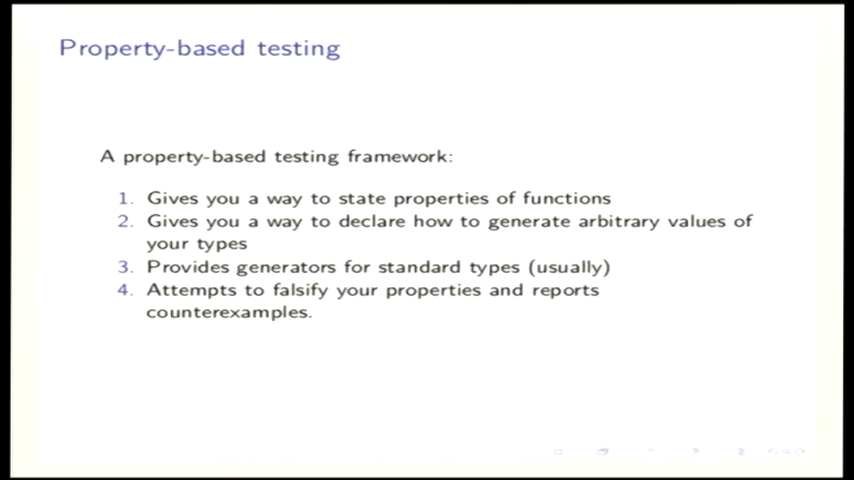 Property-based testing
A property-based testing framework:
1. Gives you a way to state properties of functions
2. Gives you a way to declare how to generate arbitrary values of
your types
3. Provides generators for standard types (usually)
4. Attempts to falsify your properties and reports
counterexamples.